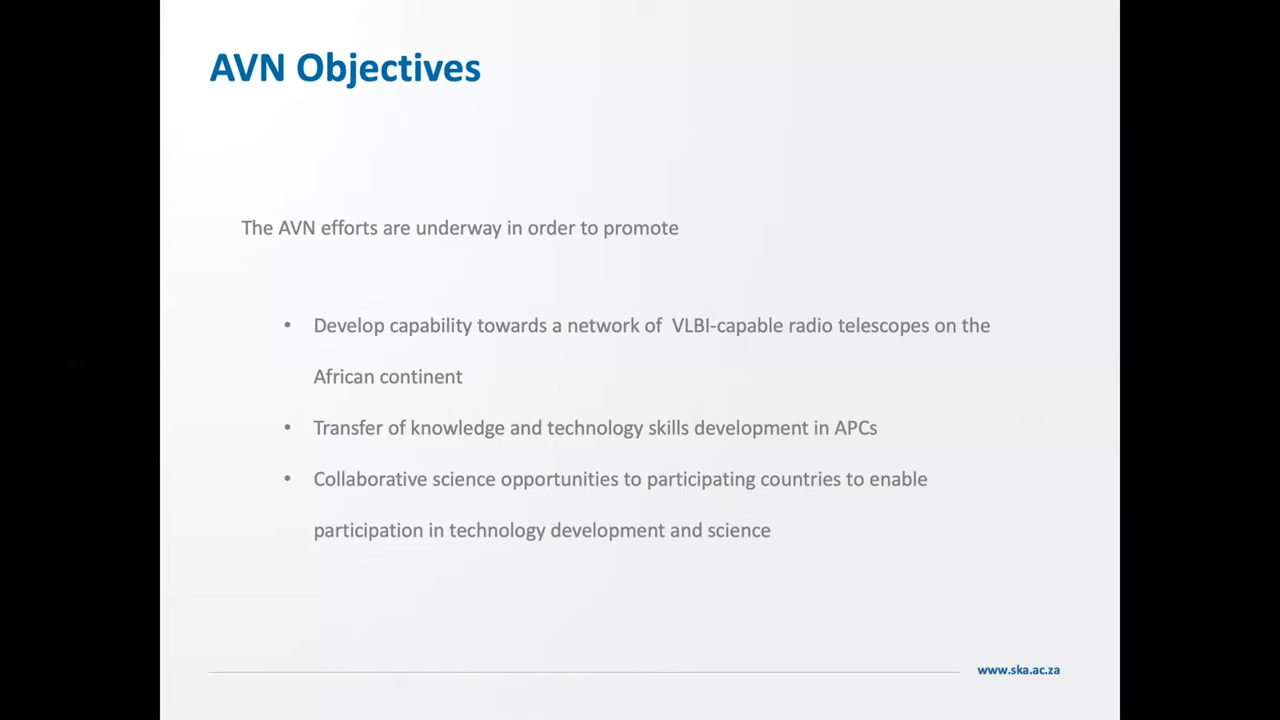 AVN Objectives
The AVN efforts are underway in order to promote
• Develop capability towards a network of  VLBI-capable radio telescopes on the
African continent
• Transfer of knowledge and technology skills development in APCs
• Collaborative science opportunities to participating countries to enable
participation in technology development and science
www.ska.ac.za